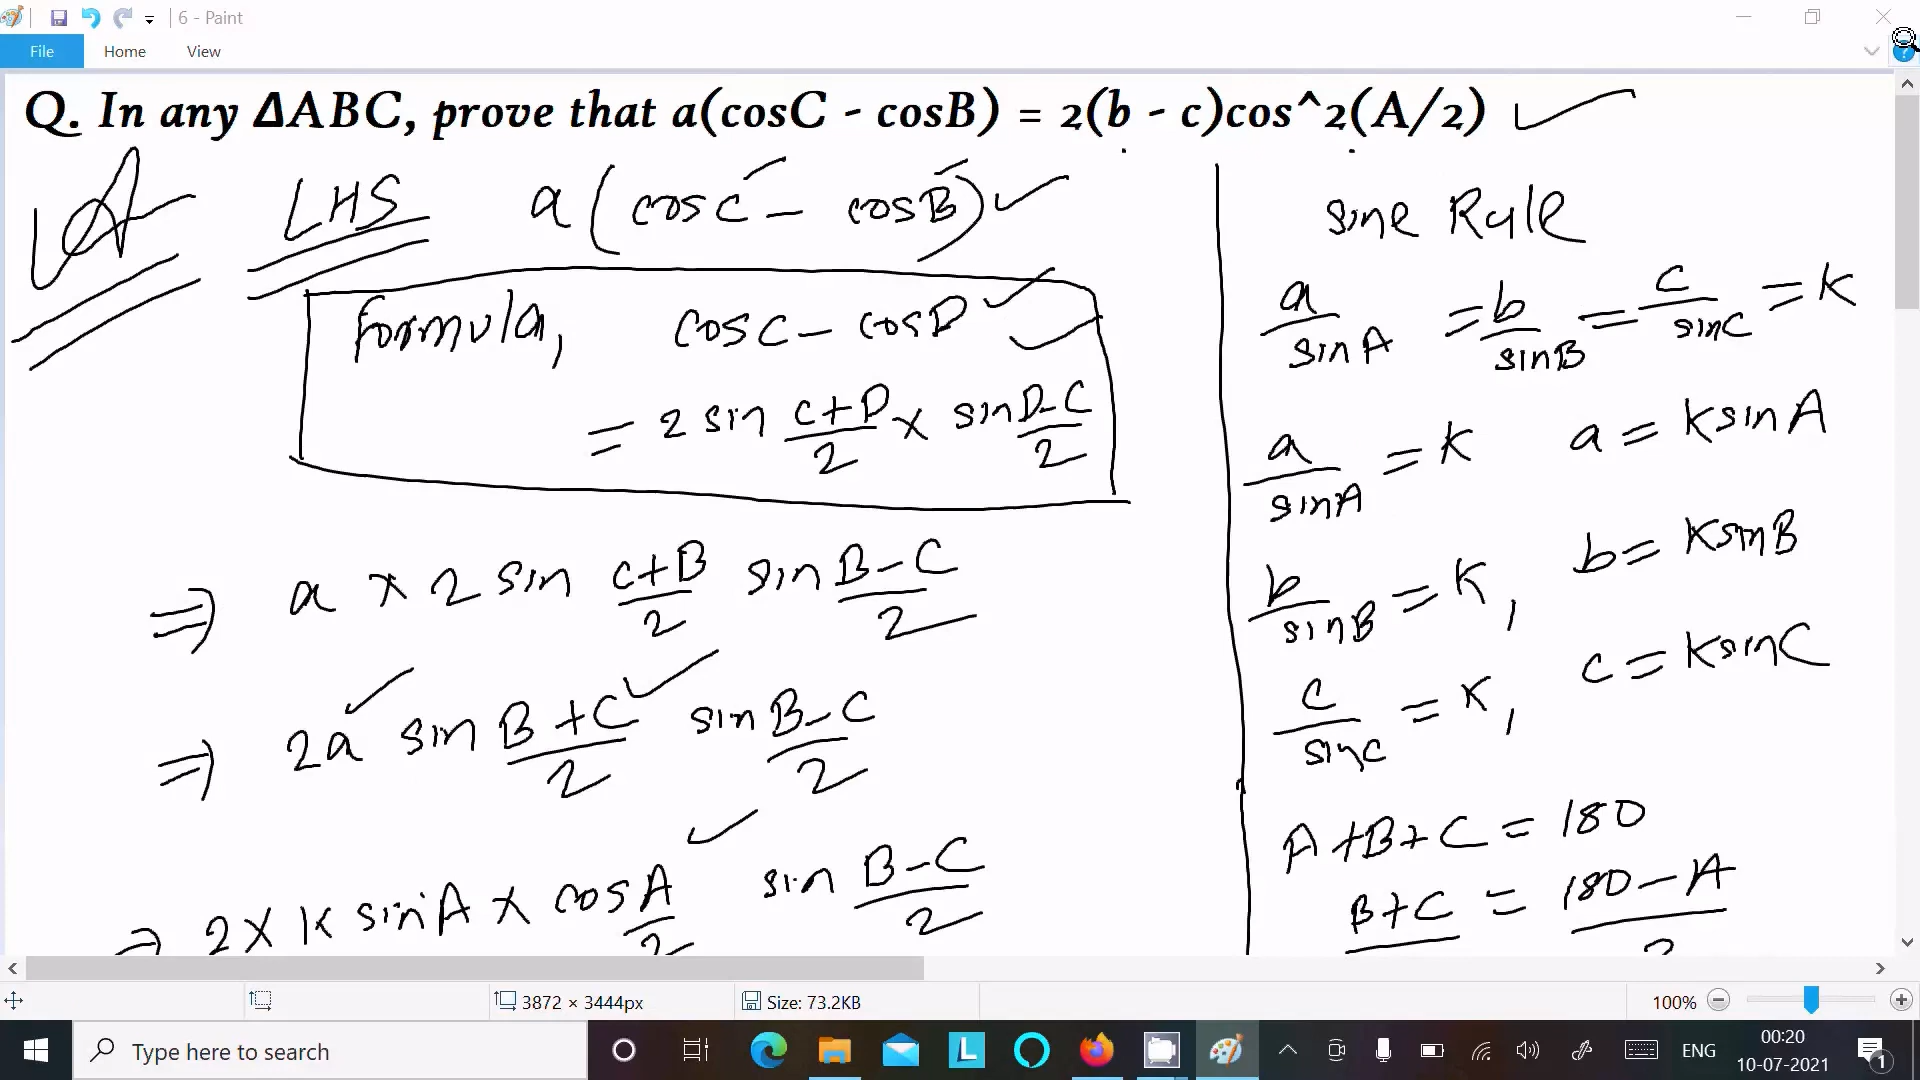 6 - Paint
File Home View
Q. In any ΔABC, prove that a(cosC - cosB) = 2(b - c)cos^2(A/2)
LHS a(cosC - cosB)
Formula, cosC - cosD
= 2 sin (C+D)/2 × sin (D-C)/2
⇒ a × 2 sin (C+B)/2 sin (B-C)/2
⇒ 2a sin (B+C)/2 sin (B-C)/2
⇒ 2 × K sinA × cos A/2 sin (B-C)/2
sine Rule
a/sinA = b/sinB = c/sinC = K
a/sinA = K a = KsinA
b/sinB = K, b = KsinB
c/sinC = K, c = KsinC
A+B+C = 180
B+C = (180-A)/2
3872 × 3444px Size: 73.2KB 100%
Type here to search
ENG
00:20
10-07-2021
1